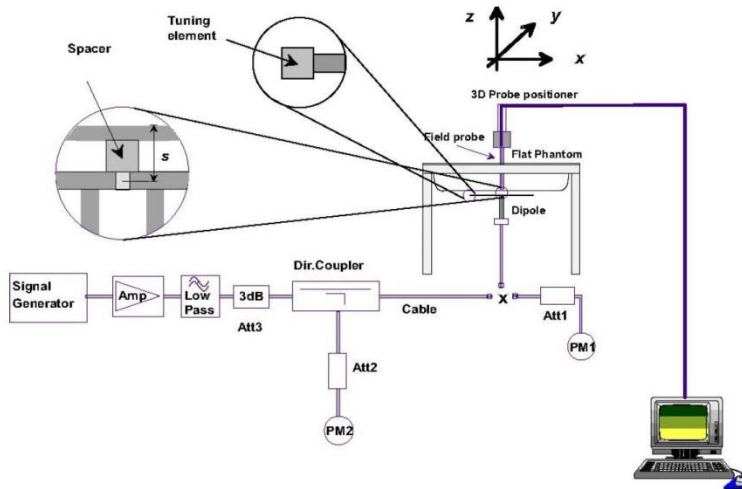 z
y
x
Tuning
element
Spacer
s
3D Probe positioner
Field probe
Flat Phantom
Dipole
Dir.Coupler
Signal
Generator
Amp
Low
Pass
3dB
Att3
Cable
x
Att1
PM1
Att2
PM2